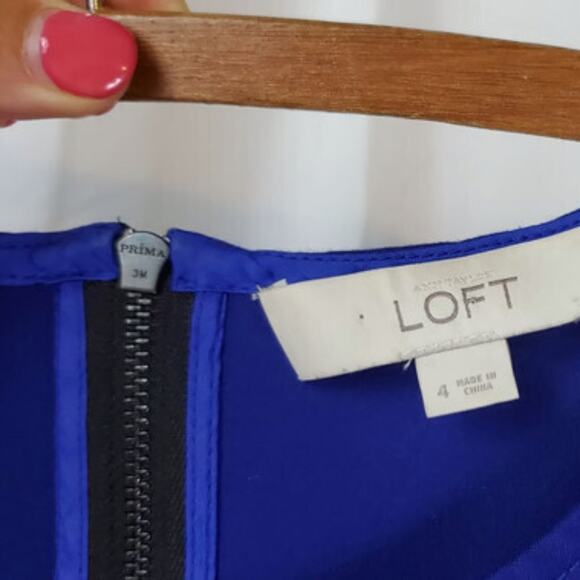 PRIMA
3M
ANN TAYLOR
LOFT
4
MADE IN
CHINA